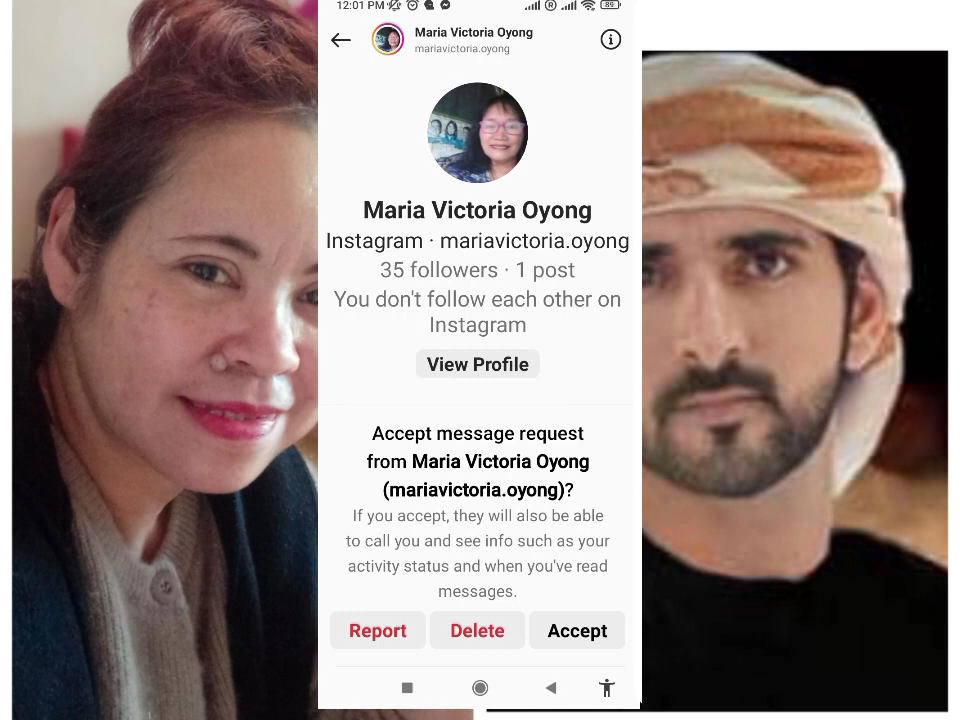 12:01 PM
89
Maria Victoria Oyong
mariavictoria.oyong
Maria Victoria Oyong
Instagram · mariavictoria.oyong
35 followers · 1 post
You don't follow each other on
Instagram
View Profile
Accept message request
from Maria Victoria Oyong
(mariavictoria.oyong)?
If you accept, they will also be able
to call you and see info such as your
activity status and when you've read
messages.
Report Delete Accept